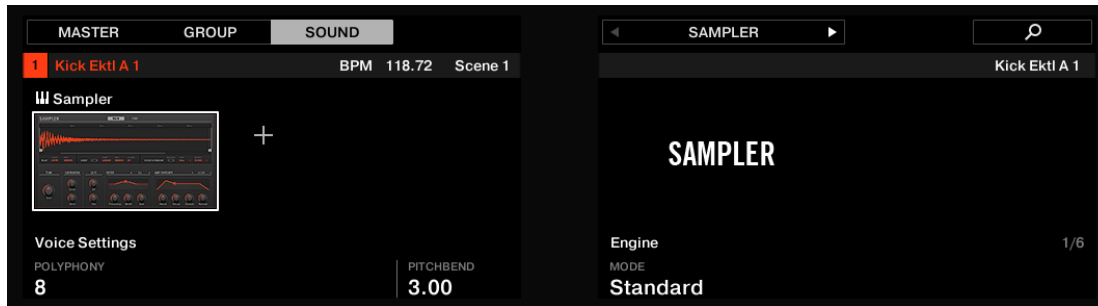 MASTER GROUP SOUND
1 Kick Ektl A 1 BPM 118.72 Scene 1
Sampler
SAMPLER
Voice Settings
POLYPHONY PITCHBEND
8 3.00
SAMPLER
Kick Ektl A 1
SAMPLER
Engine 1/6
MODE
Standard